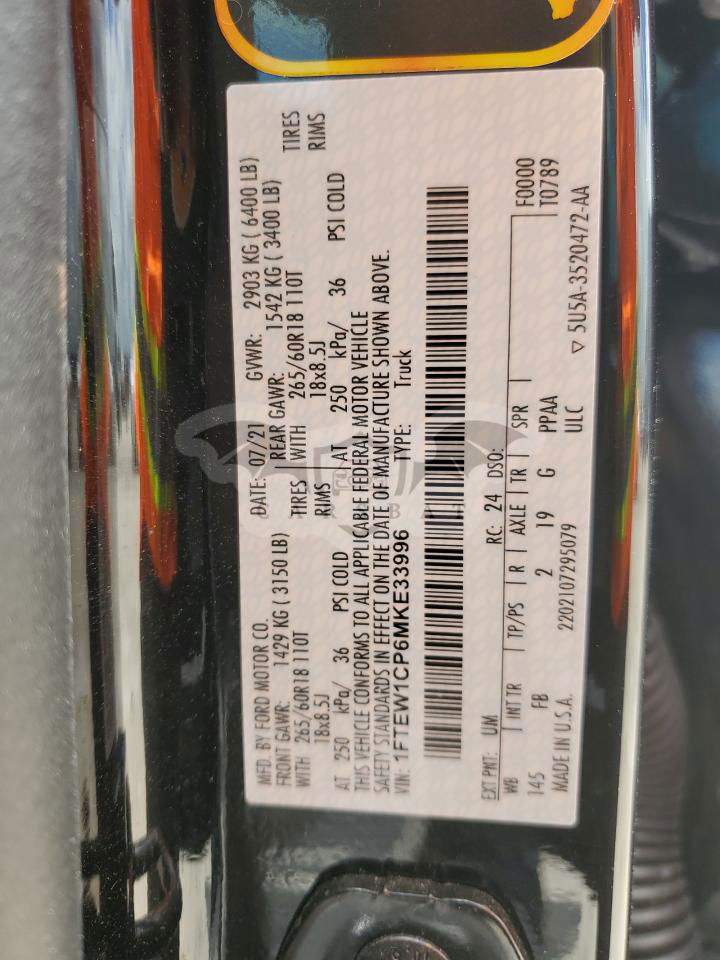 MFD. BY FORD MOTOR CO.
DATE: 07/21
GVWR: 2903 KG ( 6400 LB)
FRONT GAWR: 1429 KG ( 3150 LB)
REAR GAWR: 1542 KG ( 3400 LB)
WITH 265/60R18 110T TIRES
WITH 265/60R18 110T TIRES
18x8.5J RIMS
18x8.5J RIMS
AT 250 kPa/ 36 PSI COLD
AT 250 kPa/ 36 PSI COLD
THIS VEHICLE CONFORMS TO ALL APPLICABLE FEDERAL MOTOR VEHICLE
SAFETY STANDARDS IN EFFECT ON THE DATE OF MANUFACTURE SHOWN ABOVE.
VIN: 1FTEW1CP6MKE33996
TYPE: Truck
EXT PNT: UM RC: 24 DSO:
WB INT TR TP/PS R AXLE TR SPR F0000
145 FB 2 19 G PPAA T0789
MADE IN U.S.A. 2202107295079 ULC
▽ 5U5A-3520472-AA